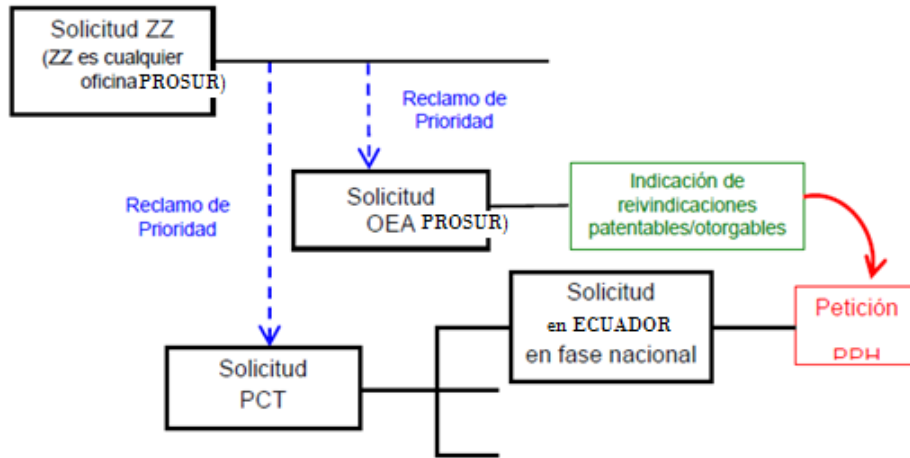 Solicitud ZZ
(ZZ es cualquier
oficina PROSUR)
Reclamo de
Prioridad
Reclamo de
Prioridad
Solicitud
OEA PROSUR)
Indicación de
reivindicaciones
patentables/otorgables
Solicitud
en ECUADOR
en fase nacional
Petición
PPH
Solicitud
PCT